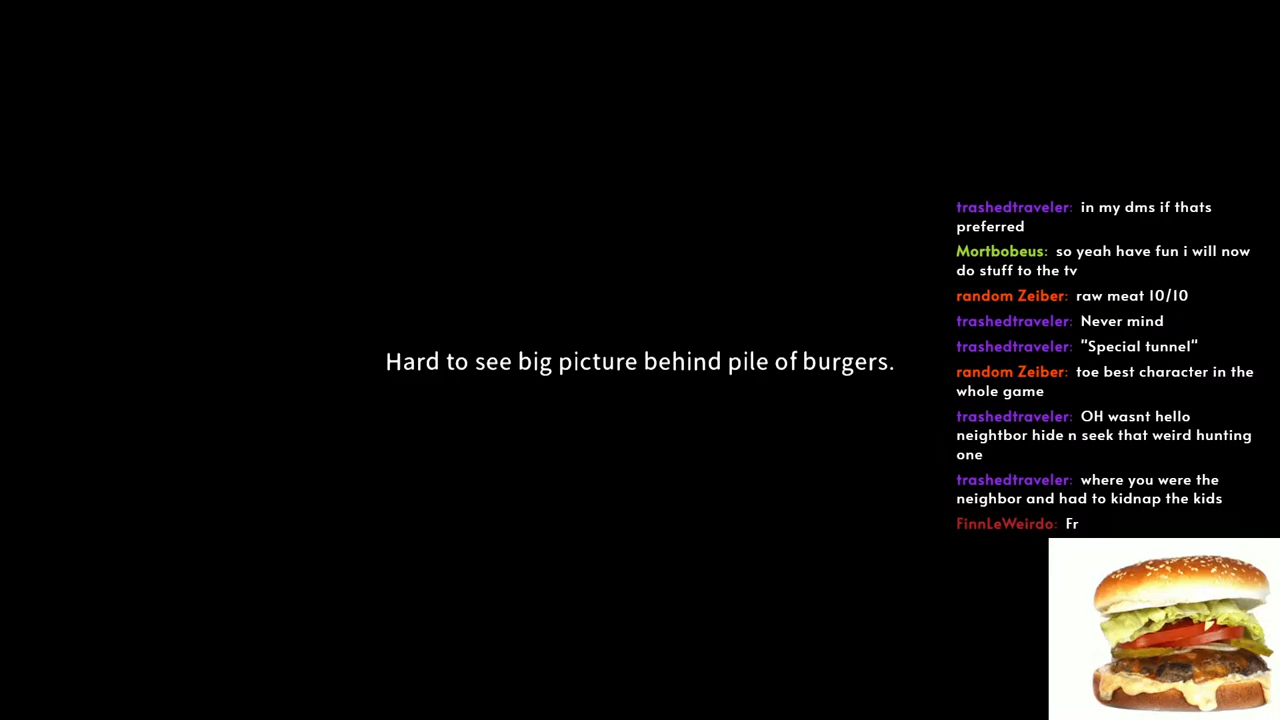 Hard to see big picture behind pile of burgers.
trashedtraveler: in my dms if thats
preferred
Mortbobeus: so yeah have fun i will now
do stuff to the tv
random Zeiber: raw meat 10/10
trashedtraveler: Never mind
trashedtraveler: "Special tunnel"
random Zeiber: toe best character in the
whole game
trashedtraveler: OH wasnt hello
neightbor hide n seek that weird hunting
one
trashedtraveler: where you were the
neighbor and had to kidnap the kids
FinnLeWeirdo: Fr